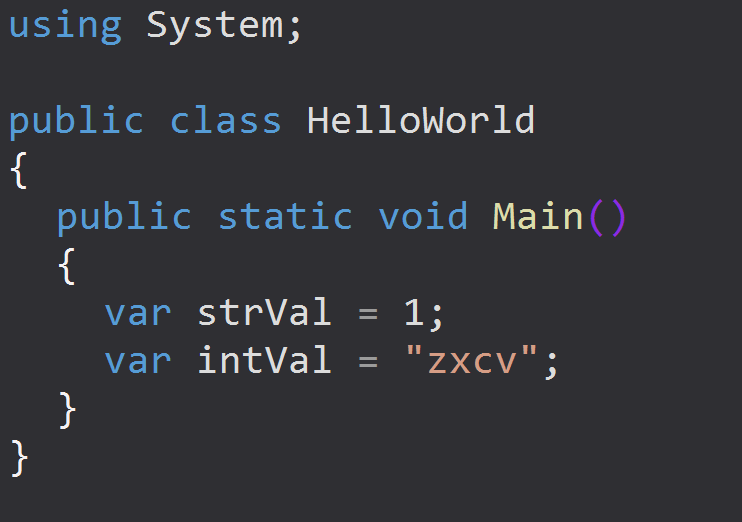 using System;

public class HelloWorld
{
  public static void Main()
  {
    var strVal = 1;
    var intVal = "zxcv";
  }
}